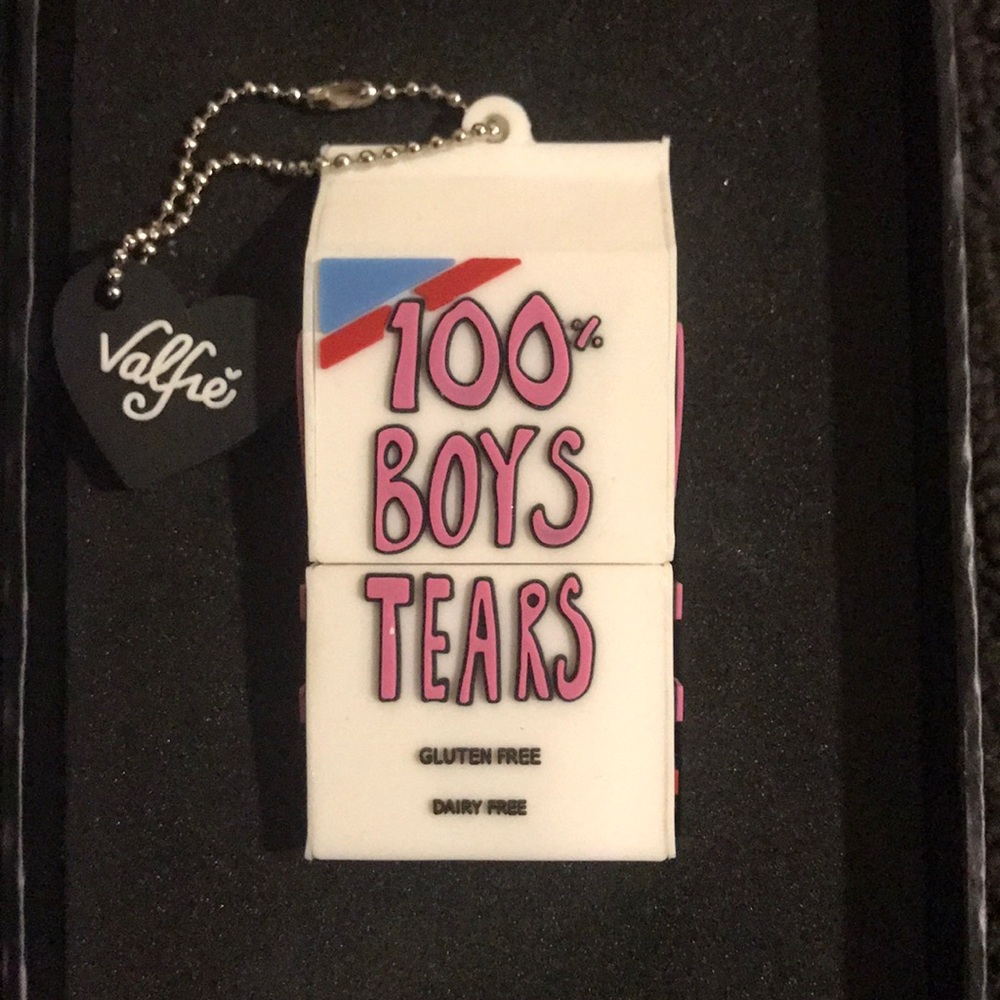 Valfré
100%
BOYS
TEARS
GLUTEN FREE
DAIRY FREE